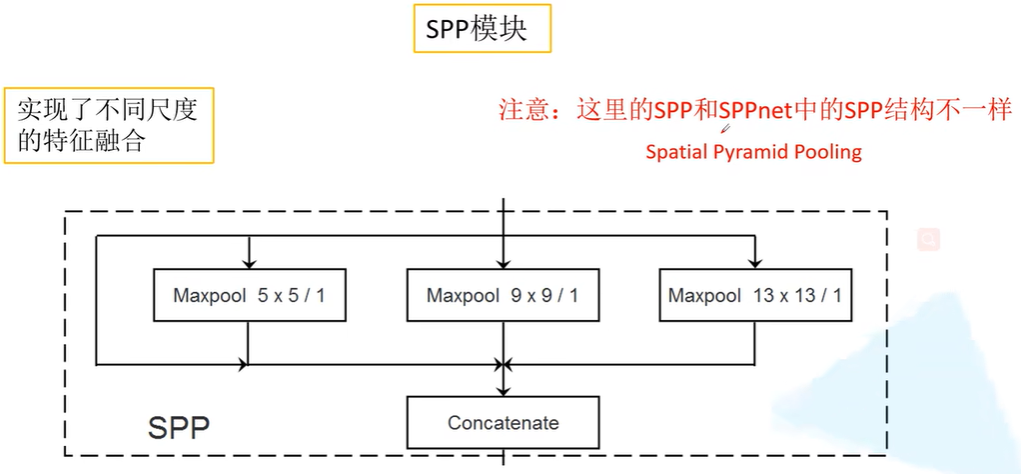 SPP模块
实现了不同尺度
的特征融合
注意：这里的SPP和SPPnet中的SPP结构不一样
Spatial Pyramid Pooling
Maxpool 5 x 5 / 1
Maxpool 9 x 9 / 1
Maxpool 13 x 13 / 1
Concatenate
SPP